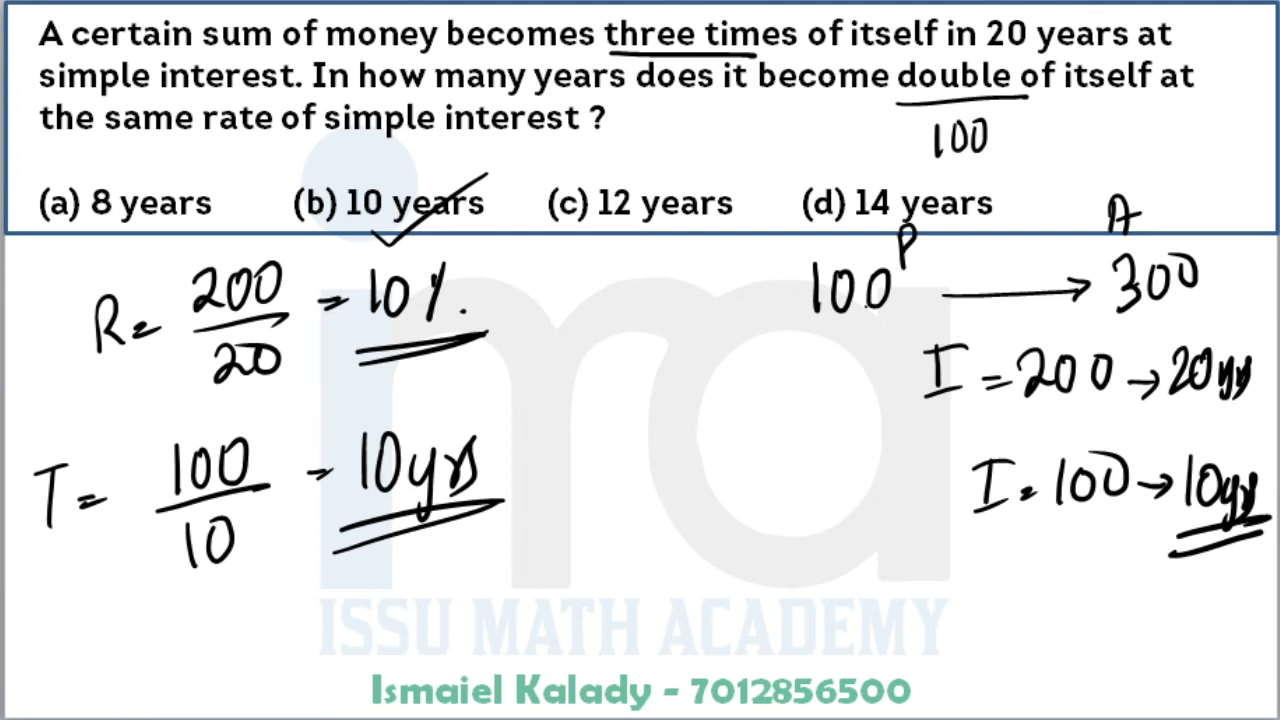 A certain sum of money becomes three times of itself in 20 years at
simple interest. In how many years does it become double of itself at
the same rate of simple interest ?
100
(a) 8 years (b) 10 years (c) 12 years (d) 14 years
R = 200/20 = 10%.
T = 100/10 = 10yrs
P A
100 → 300
I = 200 → 20yrs
I = 100 → 10yrs
ima
ISSU MATH ACADEMY
Ismaiel Kalady - 7012856500